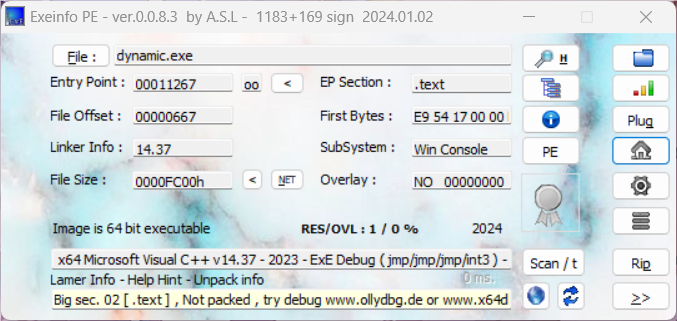 Exeinfo PE - ver.0.0.8.3 by A.S.L - 1183+169 sign 2024.01.02
File : dynamic.exe H
Entry Point : 00011267 oo < EP Section : .text
File Offset : 00000667 First Bytes : E9 54 17 00 00 Plug
Linker Info : 14.37 SubSystem : Win Console PE
File Size : 0000FC00h < NET Overlay : NO 00000000
Image is 64 bit executable RES/OVL : 1 / 0 % 2024
x64 Microsoft Visual C++ v14.37 - 2023 - ExE Debug ( jmp/jmp/jmp/int3 ) - Scan / t Rip
Lamer Info - Help Hint - Unpack info 0 ms.
Big sec. 02 [ .text ] , Not packed , try debug www.ollydbg.de or www.x64d >>